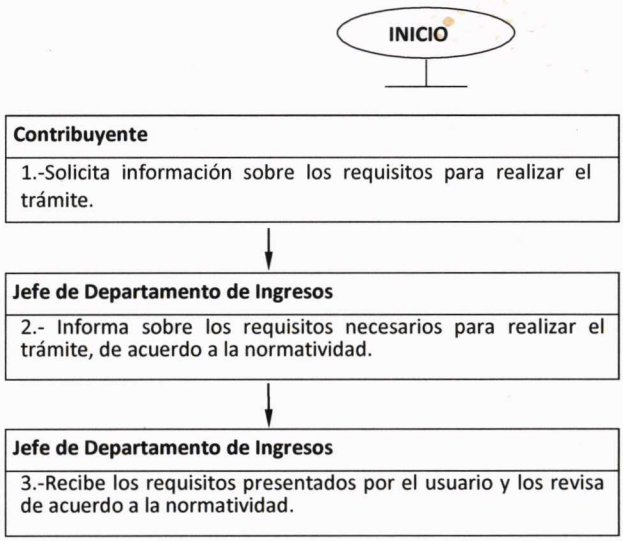 INICIO
Contribuyente
1.-Solicita información sobre los requisitos para realizar el
trámite.
Jefe de Departamento de Ingresos
2.- Informa sobre los requisitos necesarios para realizar el
trámite, de acuerdo a la normatividad.
Jefe de Departamento de Ingresos
3.-Recibe los requisitos presentados por el usuario y los revisa
de acuerdo a la normatividad.